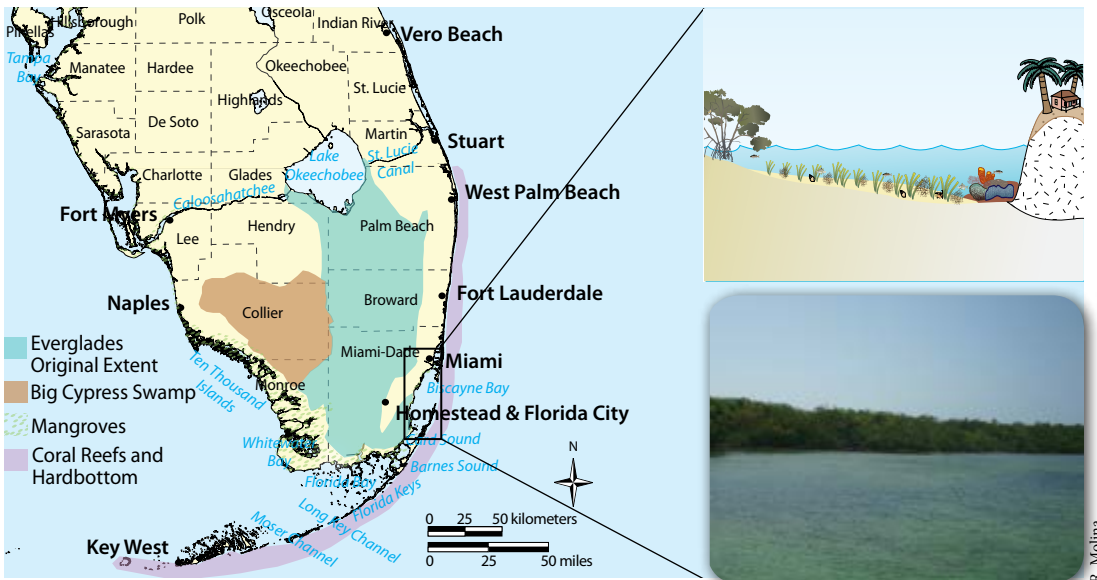 Osceola
Polk
Hillsborough
Pinellas
Indian River
Vero Beach
Tampa
Bay
Manatee
Hardee
Okeechobee
St. Lucie
Highlands
De Soto
Sarasota
Martin
Stuart
Lake
Okeechobee
St. Lucie
Canal
Charlotte
Glades
Caloosahatchee
West Palm Beach
Fort Myers
Hendry
Palm Beach
Lee
Naples
Collier
Broward
Fort Lauderdale
Everglades
Original Extent
Miami-Dade
Miami
Ten Thousand
Islands
Monroe
Biscayne Bay
Big Cypress Swamp
Homestead & Florida City
Mangroves
Whitewater
Bay
Card Sound
Coral Reefs and
Hardbottom
Barnes Sound
N
Florida Bay
Florida Keys
Long Key Channel
Moser Channel
0 25 50 kilometers
0 25 50 miles
Key West
R. Molina